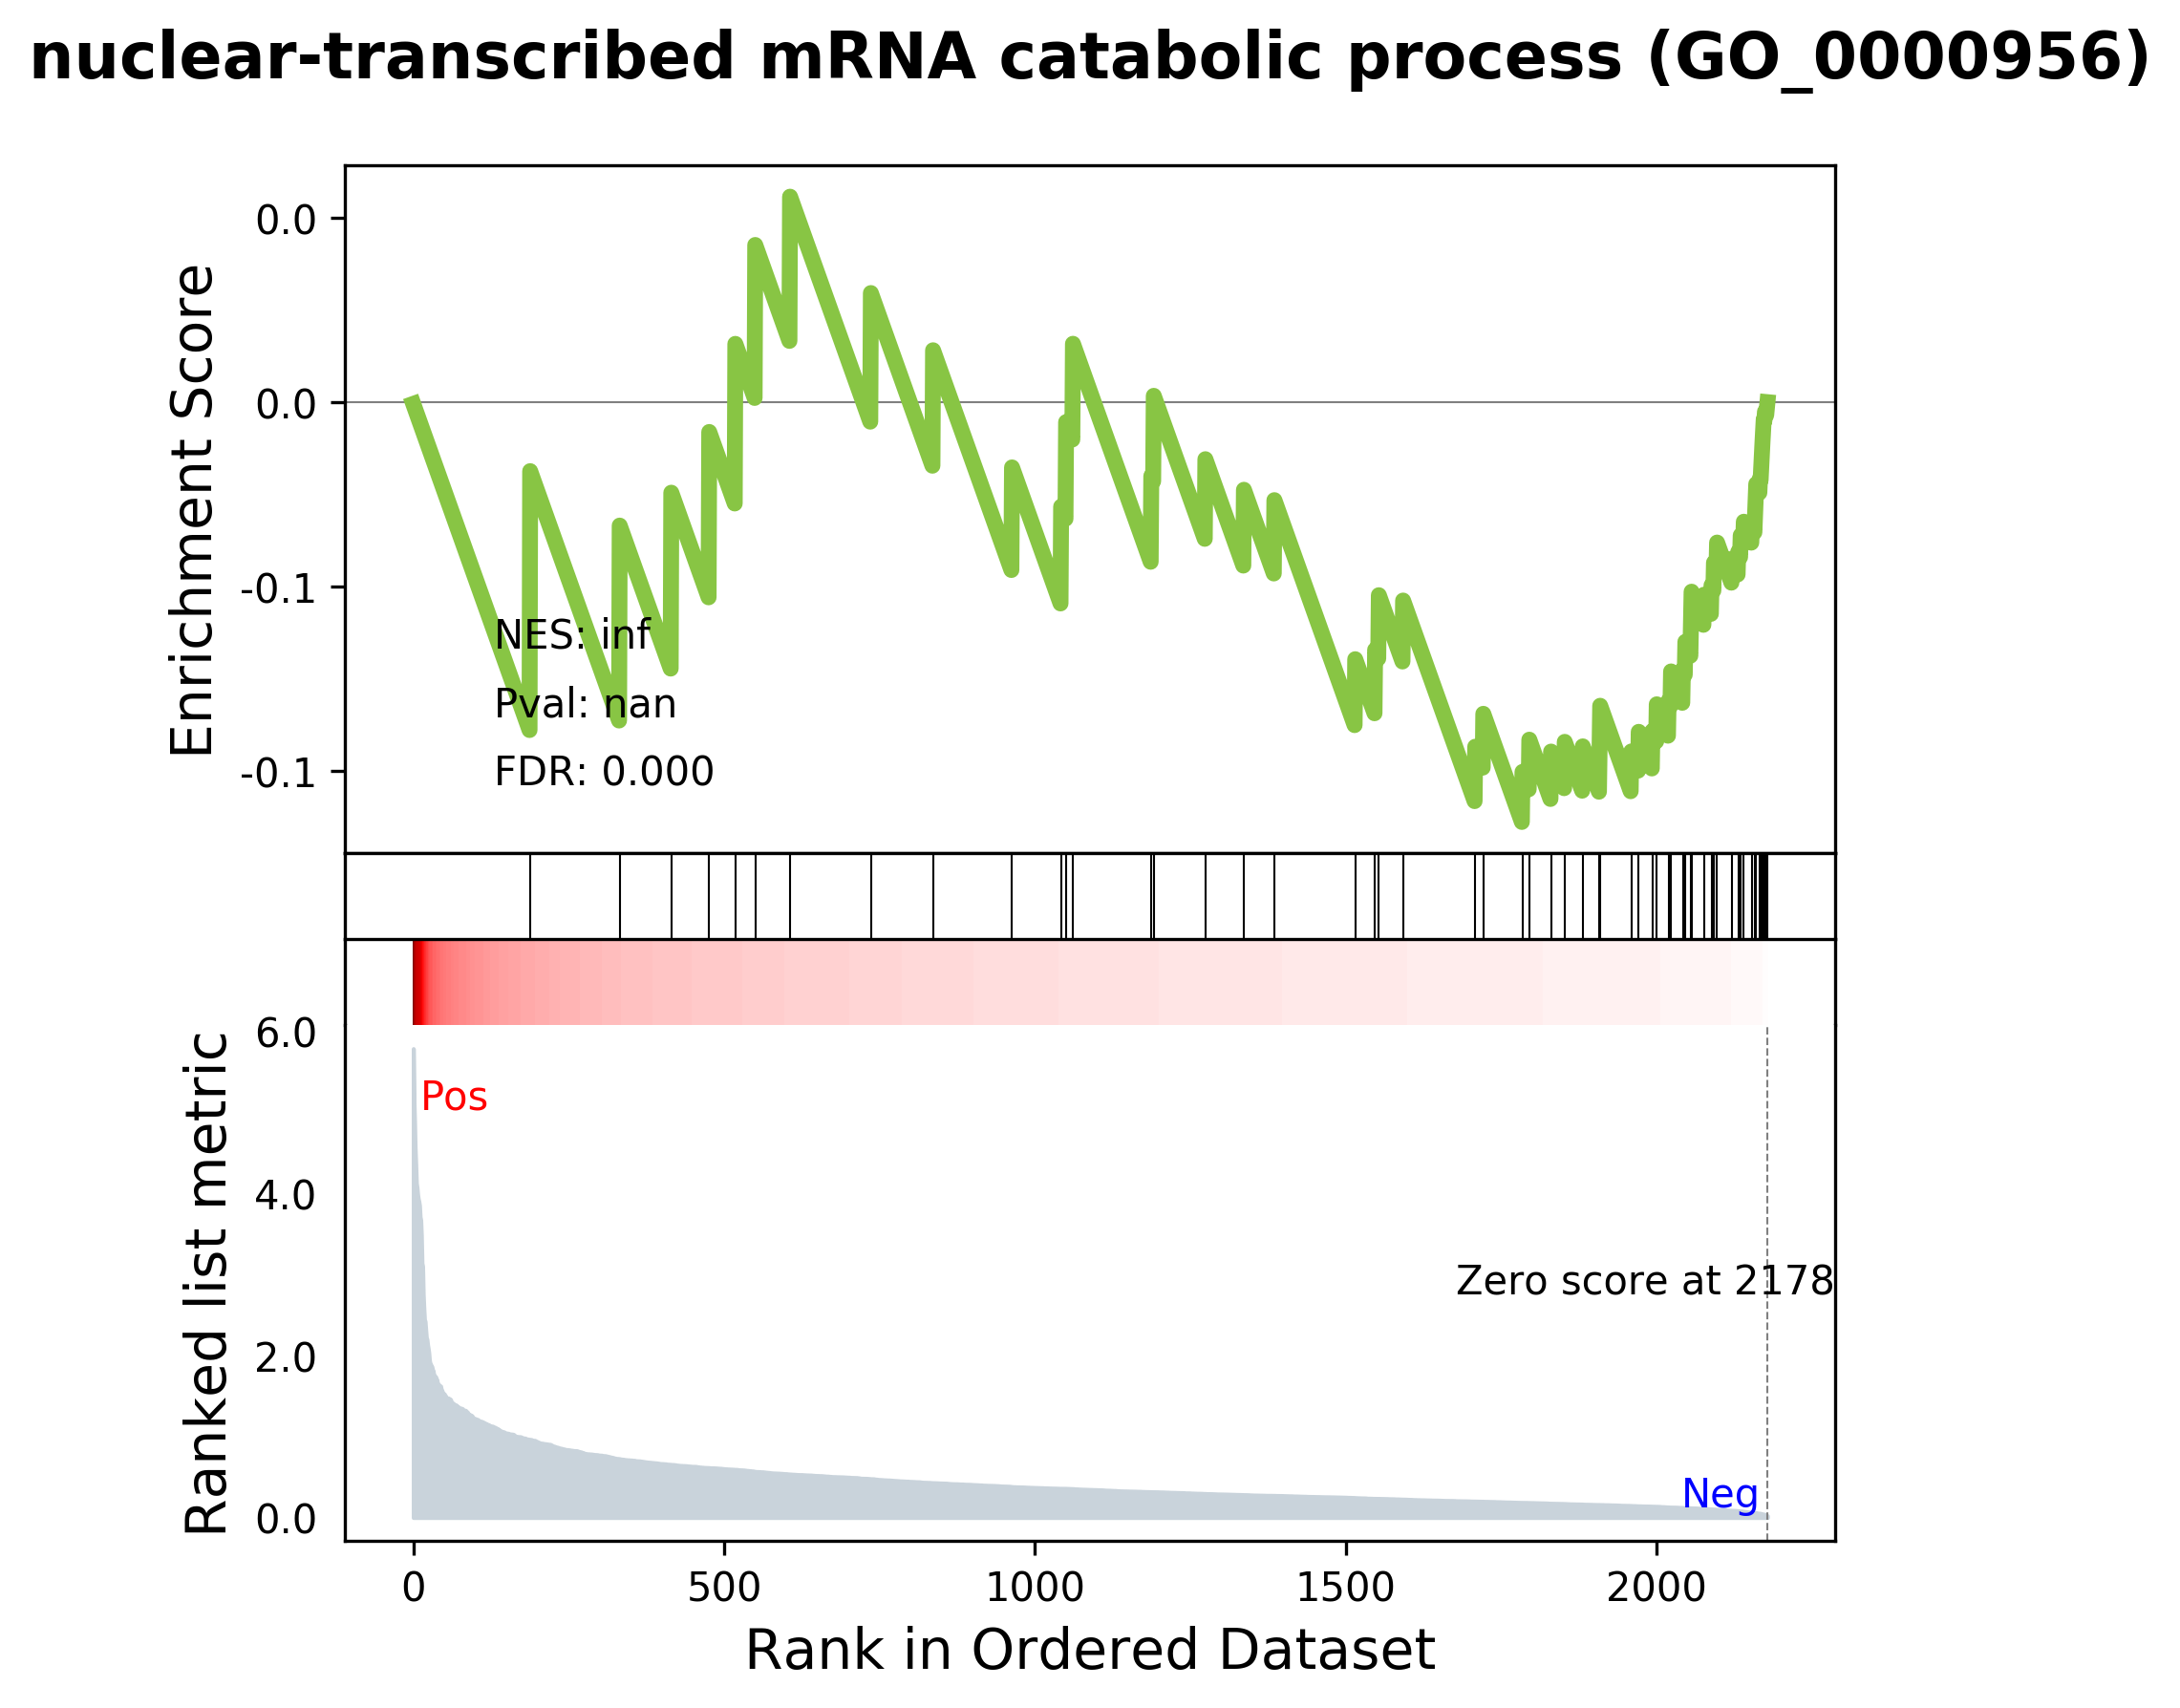 nuclear-transcribed mRNA catabolic process (GO_0000956)
Enrichment Score
0.0
0.0
-0.1
-0.1
NES: inf
Pval: nan
FDR: 0.000
Ranked list metric
6.0
4.0
2.0
0.0
Pos
Zero score at 2178
Neg
0
500
1000
1500
2000
Rank in Ordered Dataset